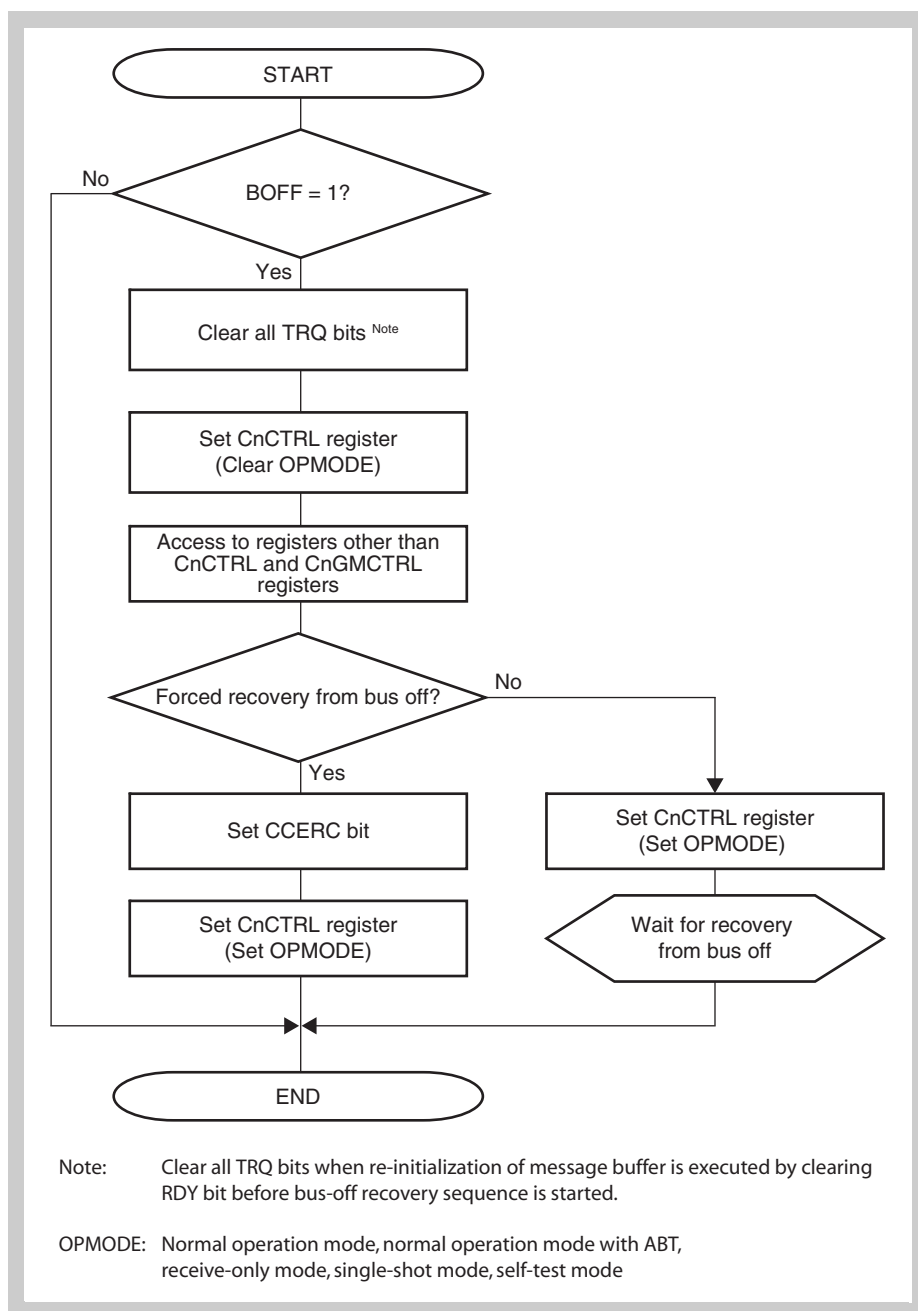 START
No
BOFF = 1?
Yes
Clear all TRQ bits Note
Set CnCTRL register
(Clear OPMODE)
Access to registers other than
CnCTRL and CnGMCTRL
registers
Forced recovery from bus off?
No
Yes
Set CCERC bit
Set CnCTRL register
(Set OPMODE)
Set CnCTRL register
(Set OPMODE)
Wait for recovery
from bus off
END
Note: Clear all TRQ bits when re-initialization of message buffer is executed by clearing
RDY bit before bus-off recovery sequence is started.
OPMODE: Normal operation mode, normal operation mode with ABT,
receive-only mode, single-shot mode, self-test mode